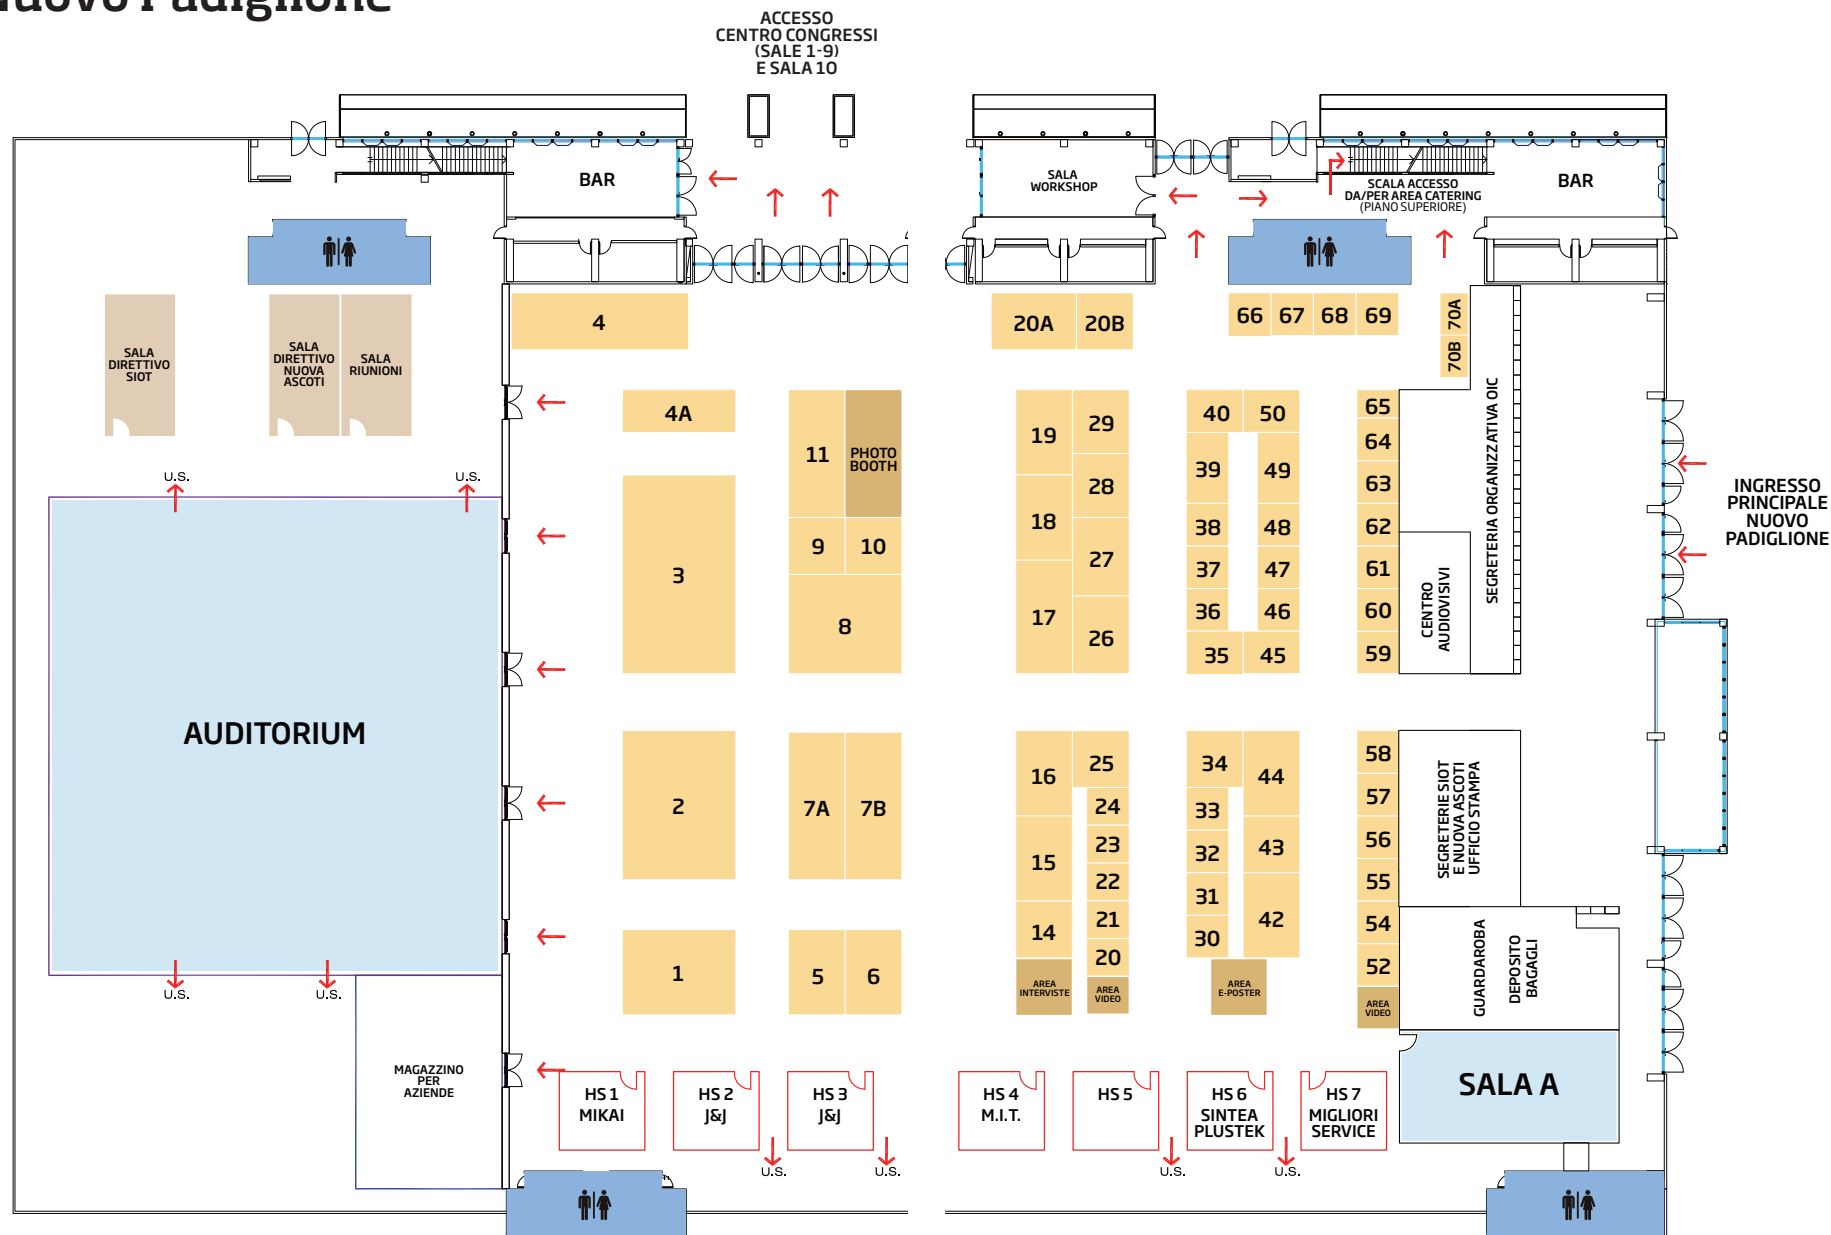 Nuovo Padiglione
ACCESSO
CENTRO CONGRESSI
(SALE 1-9)
E SALA 10
BAR
SALA
WORKSHOP
SCALA ACCESSO
DA/PER AREA CATERING
(PIANO SUPERIORE)
BAR
SALA
DIRETTIVO
SIOT
SALA
DIRETTIVO
NUOVA
ASCOTI
SALA
RIUNIONI
4
20A
20B
66
67
68
69
70A
70B
4A
11
PHOTO
BOOTH
19
29
40
50
65
64
39
49
63
28
18
38
48
62
9
10
27
3
37
47
61
36
46
60
17
8
26
35
45
59
SEGRETERIA ORGANIZZATIVA OIC
CENTRO
AUDIOVISIVI
INGRESSO
PRINCIPALE
NUOVO
PADIGLIONE
U.S.
U.S.
AUDITORIUM
U.S.
U.S.
2
7A
7B
16
25
34
44
58
57
24
33
56
23
32
43
15
22
31
55
21
42
54
14
30
20
52
1
5
6
AREA
INTERVISTE
AREA
VIDEO
AREA
E-POSTER
AREA
VIDEO
SEGRETERIE SIOT
E NUOVA ASCOTI
UFFICIO STAMPA
GUARDAROBA
DEPOSITO
BAGAGLI
MAGAZZINO
PER
AZIENDE
HS 1
MIKAI
HS 2
J&J
HS 3
J&J
HS 4
M.I.T.
HS 5
HS 6
SINTEA
PLUSTEK
HS 7
MIGLIORI
SERVICE
SALA A
U.S.
U.S.
U.S.
U.S.